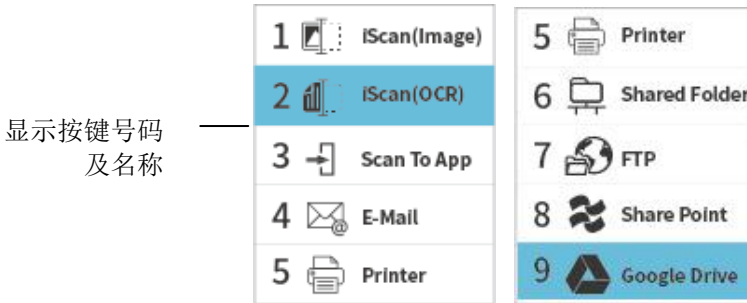 显示按键号码
及名称
1 iScan(Image)
2 iScan(OCR)
3 Scan To App
4 E-Mail
5 Printer
5 Printer
6 Shared Folder
7 FTP
8 Share Point
9 Google Drive